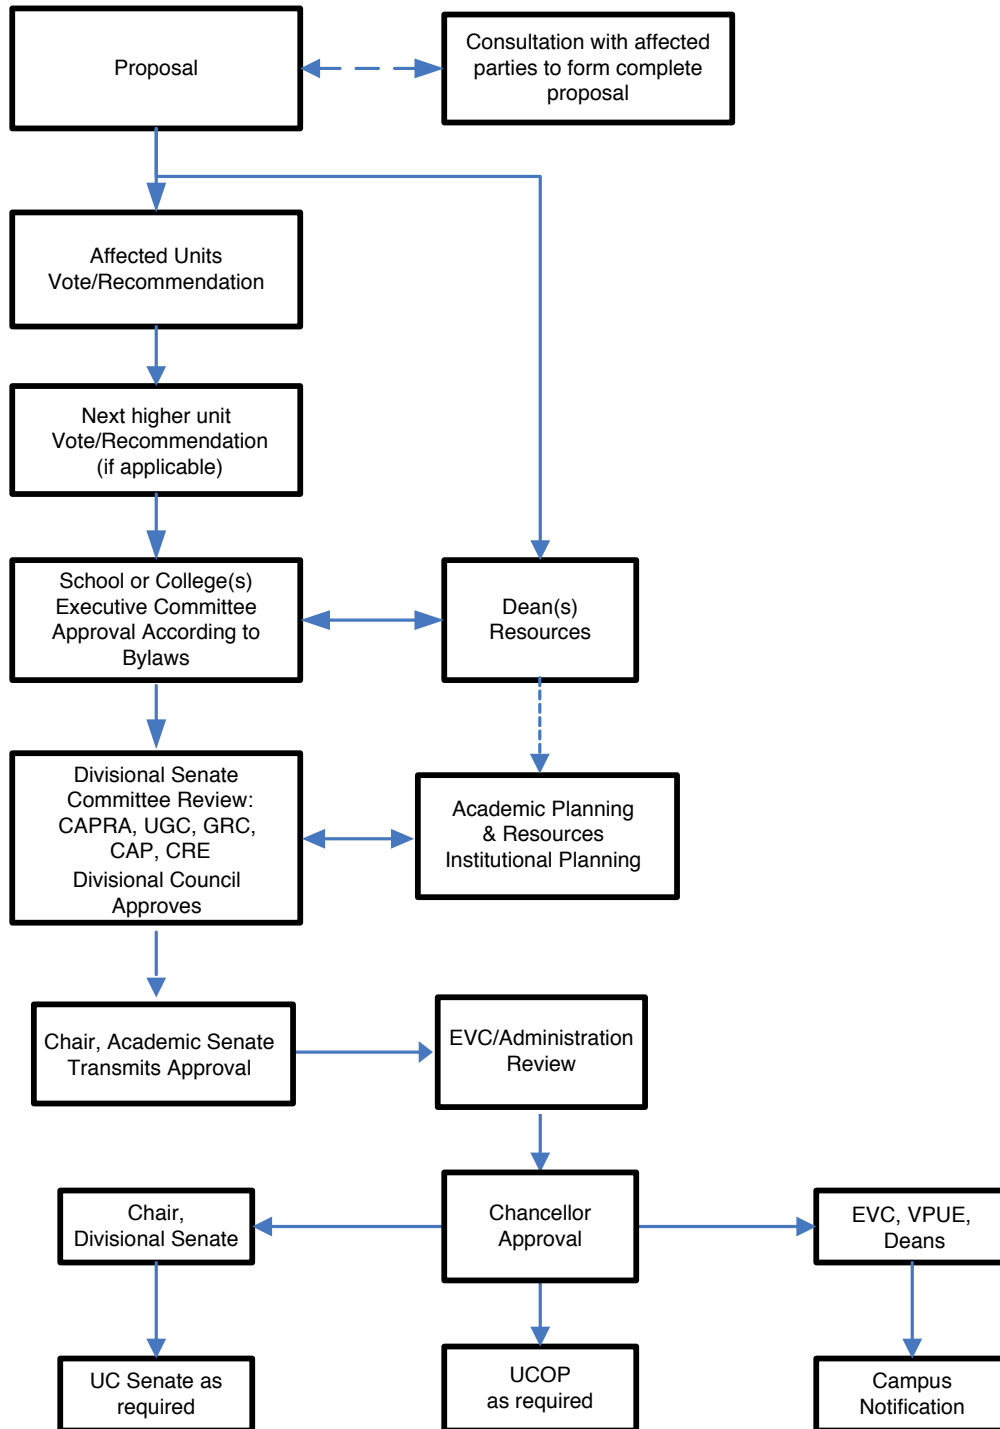 Proposal
Consultation with affected
parties to form complete
proposal
Affected Units
Vote/Recommendation
Next higher unit
Vote/Recommendation
(if applicable)
School or College(s)
Executive Committee
Approval According to
Bylaws
Dean(s)
Resources
Divisional Senate
Committee Review:
CAPRA, UGC, GRC,
CAP, CRE
Divisional Council
Approves
Academic Planning
& Resources
Institutional Planning
Chair, Academic Senate
Transmits Approval
EVC/Administration
Review
Chair,
Divisional Senate
Chancellor
Approval
EVC, VPUE,
Deans
UC Senate as
required
UCOP
as required
Campus
Notification